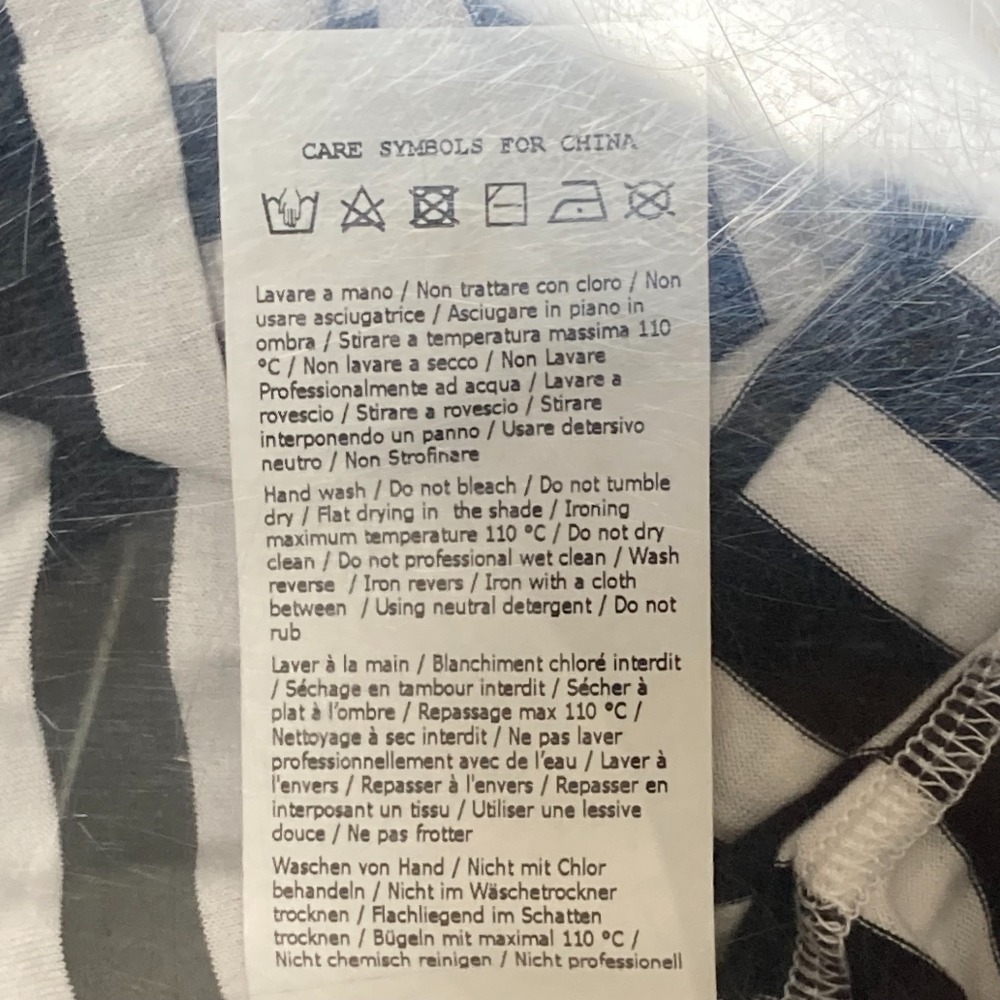 CARE SYMBOLS FOR CHINA
Lavare a mano / Non trattare con cloro / Non
usare asciugatrice / Asciugare in piano in
ombra / Stirare a temperatura massima 110
°C / Non lavare a secco / Non Lavare
Professionalmente ad acqua / Lavare a
rovescio / Stirare a rovescio / Stirare
interponendo un panno / Usare detersivo
neutro / Non Strofinare
Hand wash / Do not bleach / Do not tumble
dry / Flat drying in the shade / Ironing
maximum temperature 110 °C / Do not dry
clean / Do not professional wet clean / Wash
reverse / Iron revers / Iron with a cloth
between / Using neutral detergent / Do not
rub
Laver à la main / Blanchiment chloré interdit
/ Séchage en tambour interdit / Sécher à
plat à l'ombre / Repassage max 110 °C /
Nettoyage à sec interdit / Ne pas laver
professionnellement avec de l'eau / Laver à
l'envers / Repasser à l'envers / Repasser en
interposant un tissu / Utiliser une lessive
douce / Ne pas frotter
Waschen von Hand / Nicht mit Chlor
behandeln / Nicht im Wäschetrockner
trocknen / Flachliegend im Schatten
trocknen / Bügeln mit maximal 110 °C /
Nicht chemisch reinigen / Nicht professionell